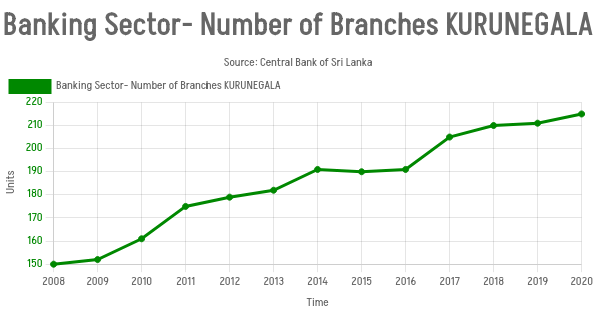 Banking Sector- Number of Branches KURUNEGALA
Source: Central Bank of Sri Lanka
Banking Sector- Number of Branches KURUNEGALA
220
210
200
190
180
170
160
150
Units
2008 2009 2010 2011 2012 2013 2014 2015 2016 2017 2018 2019 2020
Time